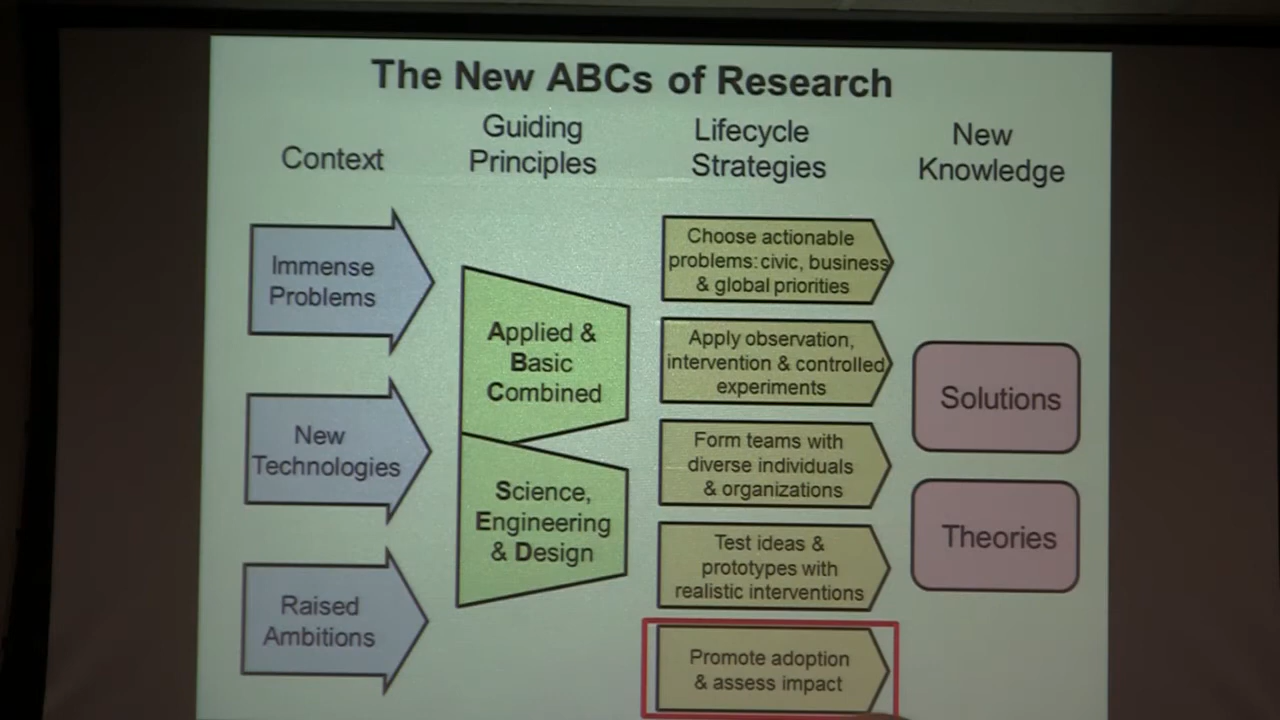 The New ABCs of Research
Context
Guiding
Principles
Lifecycle
Strategies
New
Knowledge
Immense
Problems
New
Technologies
Raised
Ambitions
Applied &
Basic
Combined
Science,
Engineering
& Design
Choose actionable
problems: civic, business
& global priorities
Apply observation,
intervention & controlled
experiments
Form teams with
diverse individuals
& organizations
Test ideas &
prototypes with
realistic interventions
Promote adoption
& assess impact
Solutions
Theories